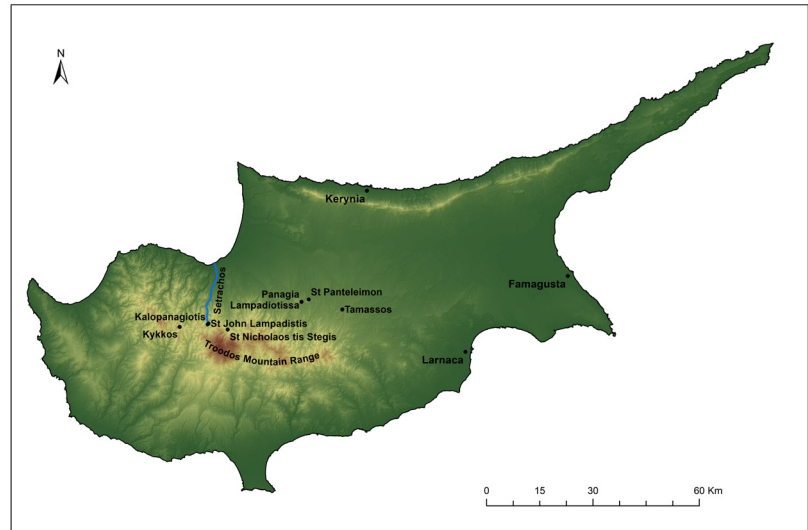 N
Kerynia
Setrachos
Famagusta
Panagia
Lampadiotissa
St Panteleimon
Tamassos
Kalopanagiotis
St John Lampadistis
Kykkos
St Nicholaos tis Stegis
Troodos Mountain Range
Larnaca
0 15 30 60 Km